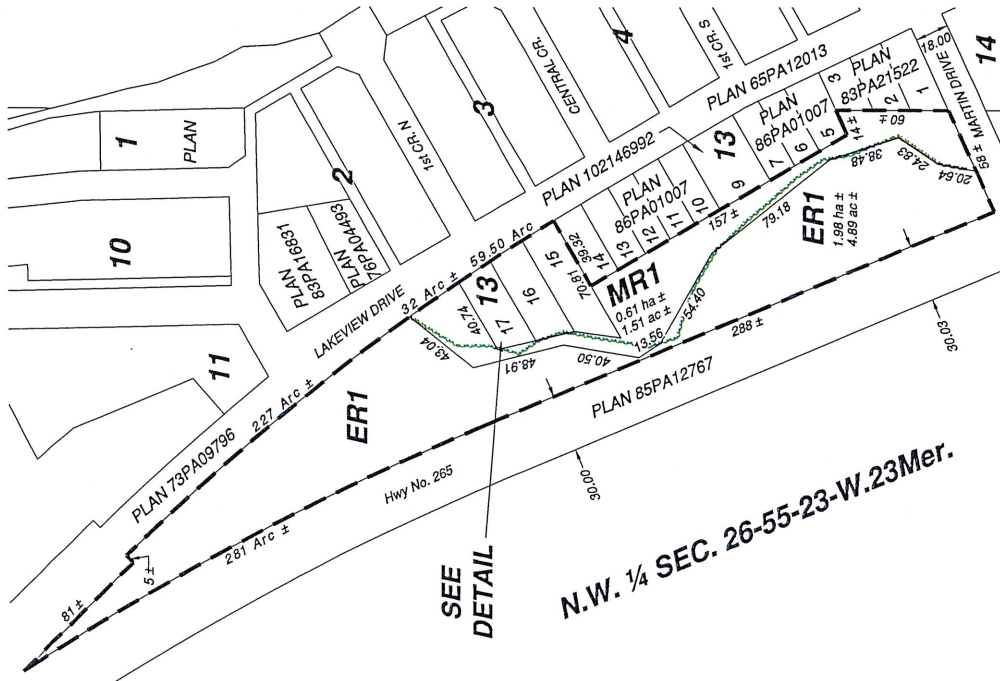 1
PLAN
10
2
PLAN
83PA16831
PLAN
76PA04493
1st CR. N
3
CENTRAL CR.
4
1st CR. S
PLAN 65PA12013
PLAN 102146992
18.00
14
MARTIN DRIVE
58 ±
PLAN
83PA21522
3
2
1
60 ±
14 ±
PLAN
86PA01007
5
6
7
13
9
PLAN
86PA01007
10
11
12
13
14
39.32
70.81
157 ±
59.50 Arc
15
16
17
13
40.74
32 Arc ±
LAKEVIEW DRIVE
11
43.04
48.91
40.50
13.56
54.40
79.18
38.48
24.83
20.64
MR1
0.61 ha ±
1.51 ac ±
ER1
1.98 ha ±
4.89 ac ±
288 ±
30.03
PLAN 85PA12767
30.00
ER1
227 Arc ±
PLAN 73PA09796
Hwy No. 265
281 Arc ±
5 ±
81 ±
SEE
DETAIL
N.W. ¼ SEC. 26-55-23-W.23Mer.